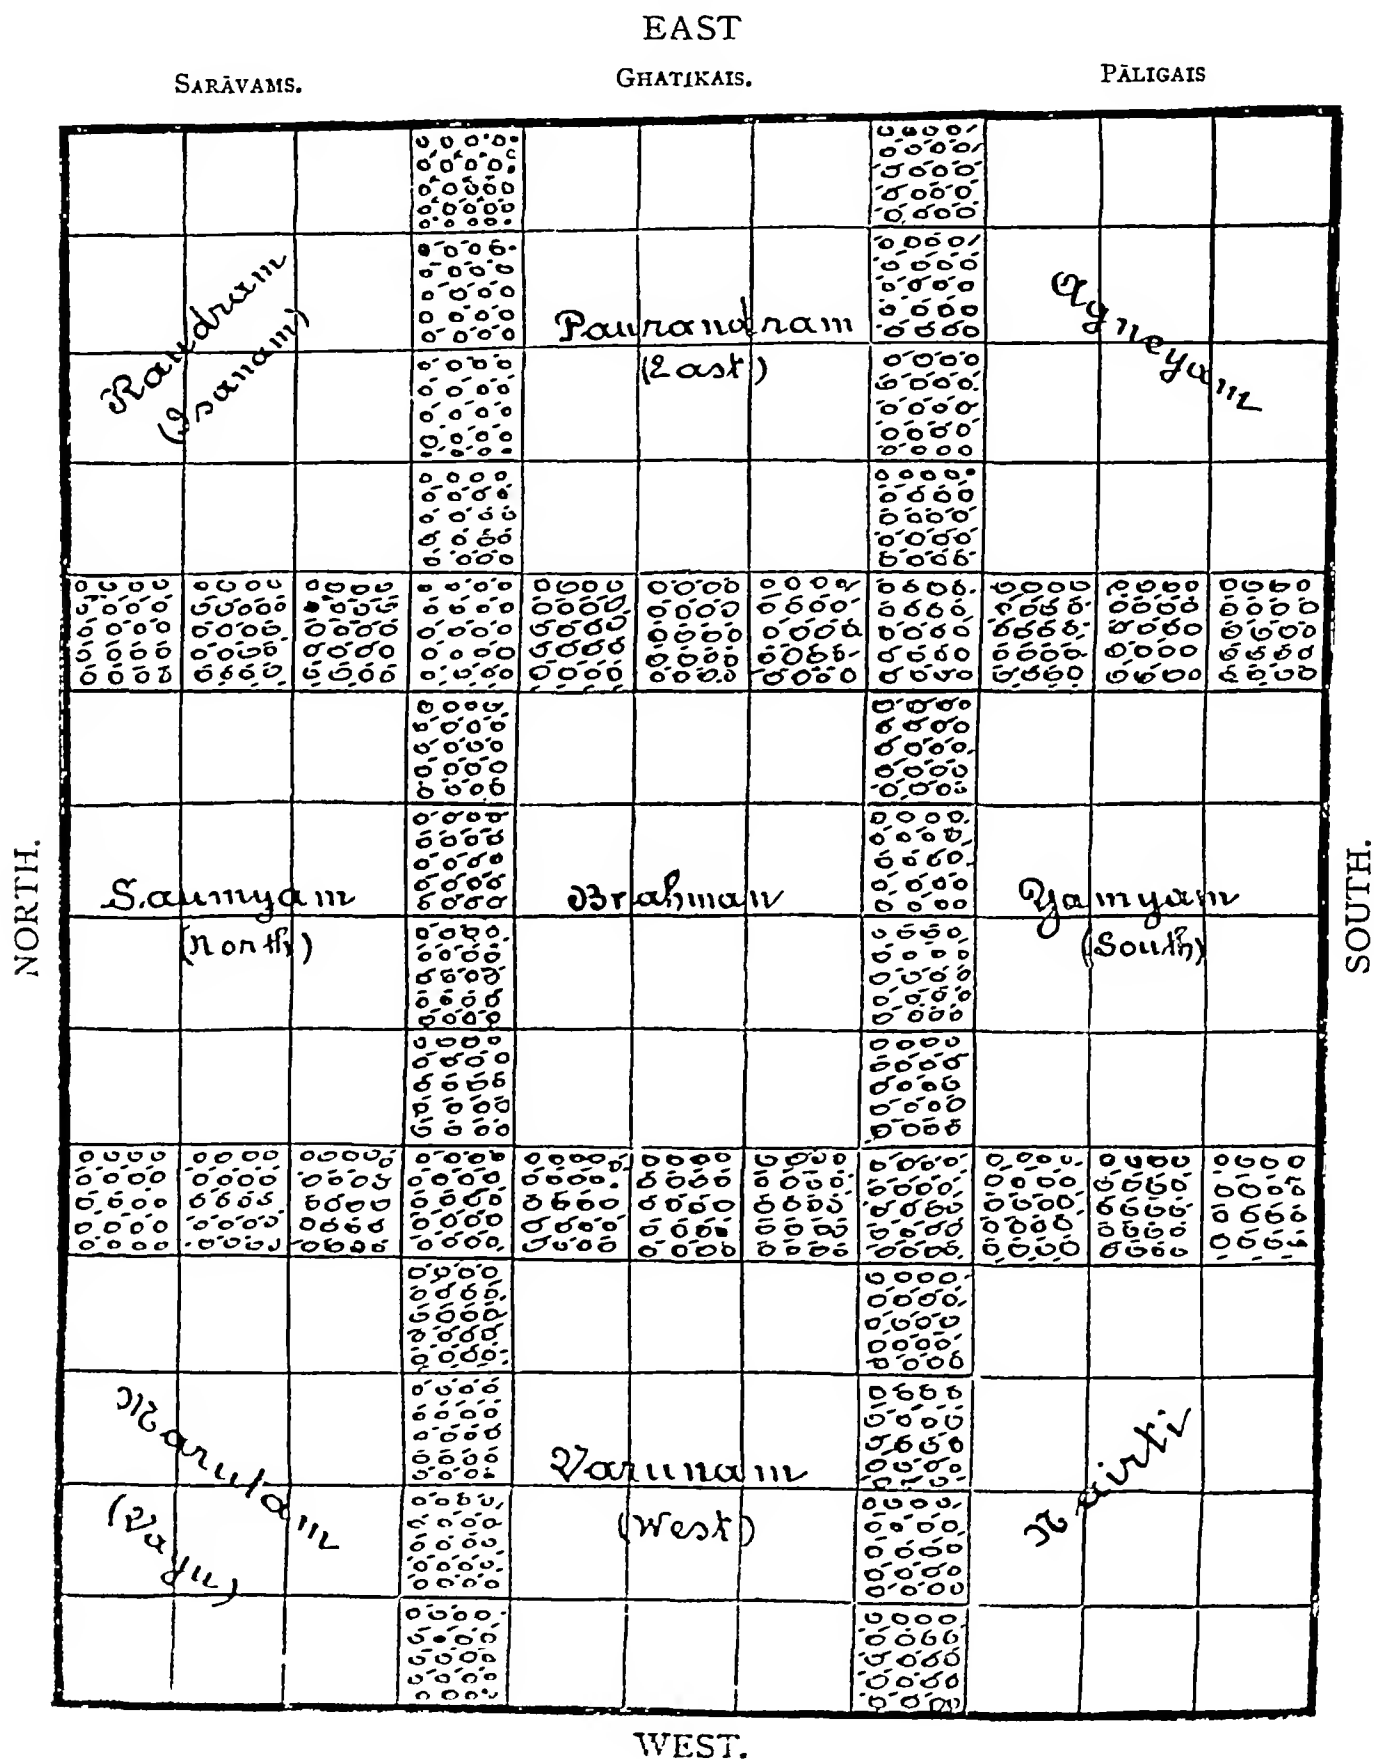 EAST
SARĀVAMS.
GHATIKAIS.
PĀLIGAIS
Raudram
(Isanam)
Paurandram
(East)
Agneyam
NORTH.
Saumyam
(North)
Brahman
Yamyam
(South)
SOUTH.
Marutam
(Vayu)
Varunam
(West)
Nairti
WEST.